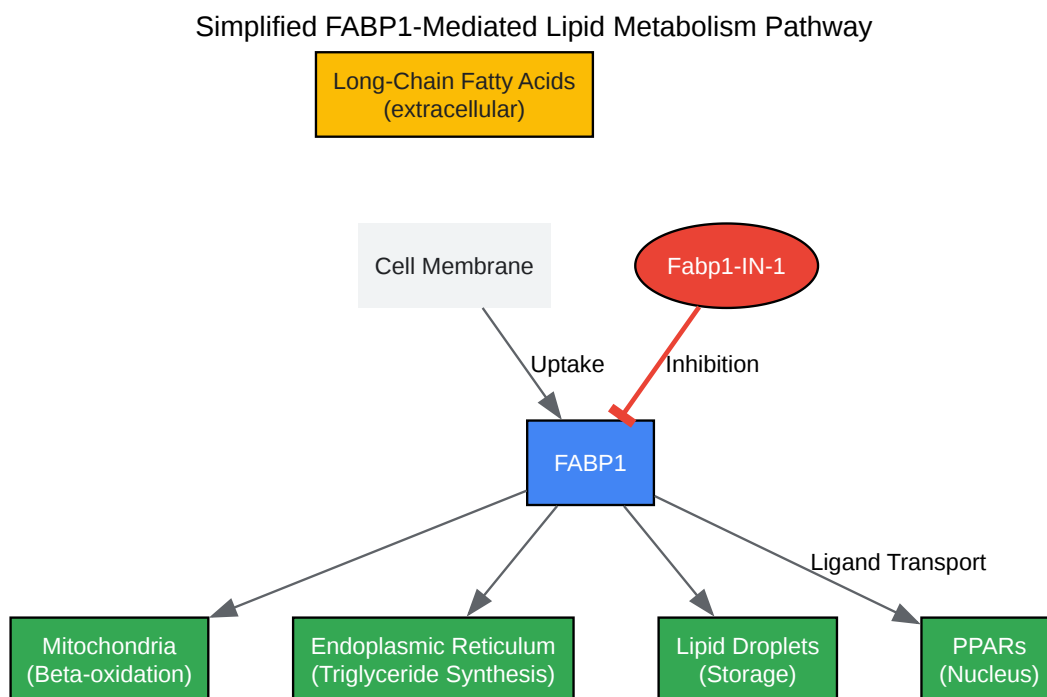 Simplified FABP1-Mediated Lipid Metabolism Pathway
Long-Chain Fatty Acids
(extracellular)
Cell Membrane
Fabp1-IN-1
Uptake
Inhibition
FABP1
Ligand Transport
Mitochondria
(Beta-oxidation)
Endoplasmic Reticulum
(Triglyceride Synthesis)
Lipid Droplets
(Storage)
PPARs
(Nucleus)